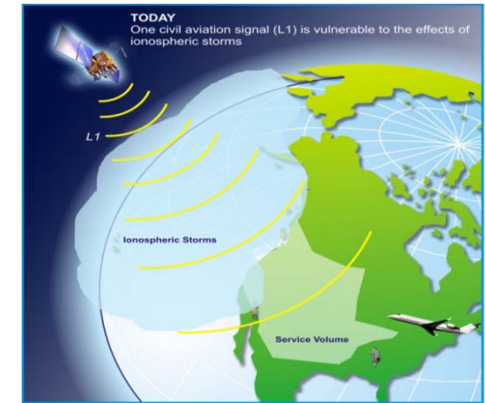 TODAY
One civil aviation signal (L1) is vulnerable to the effects of
ionospheric storms
L1
Ionospheric Storms
Service Volume